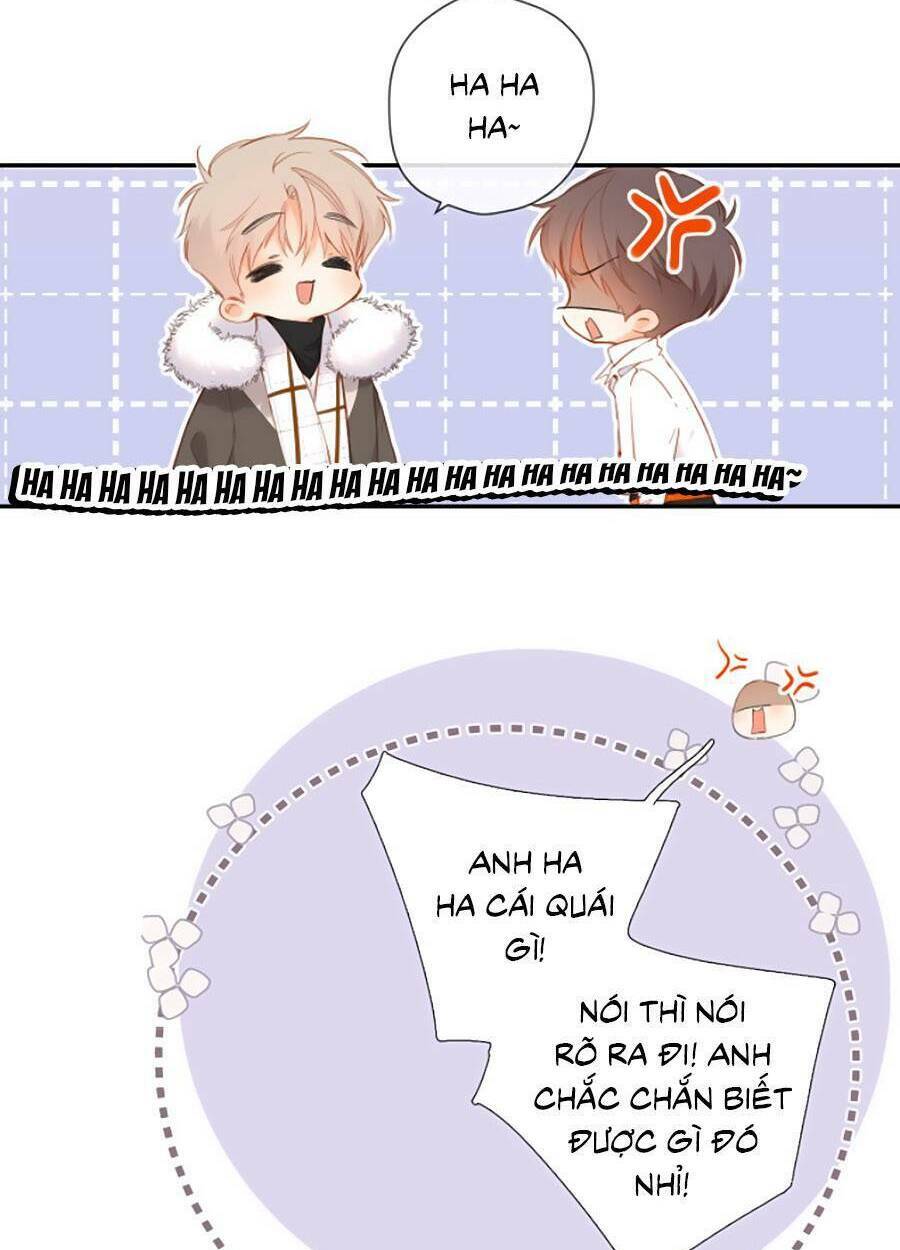 HA HA
HA~
HA HA HA HA HA HA HA HA HA HA HA HA HA HA HA HA HA HA HA HA~
ANH HA
HA CÁI QUÁI
GÌ!
NÓI THÌ NÓI
RÕ RA ĐI! ANH
CHẮC CHẮN BIẾT
ĐƯỢC GÌ ĐÓ
NHỈ!